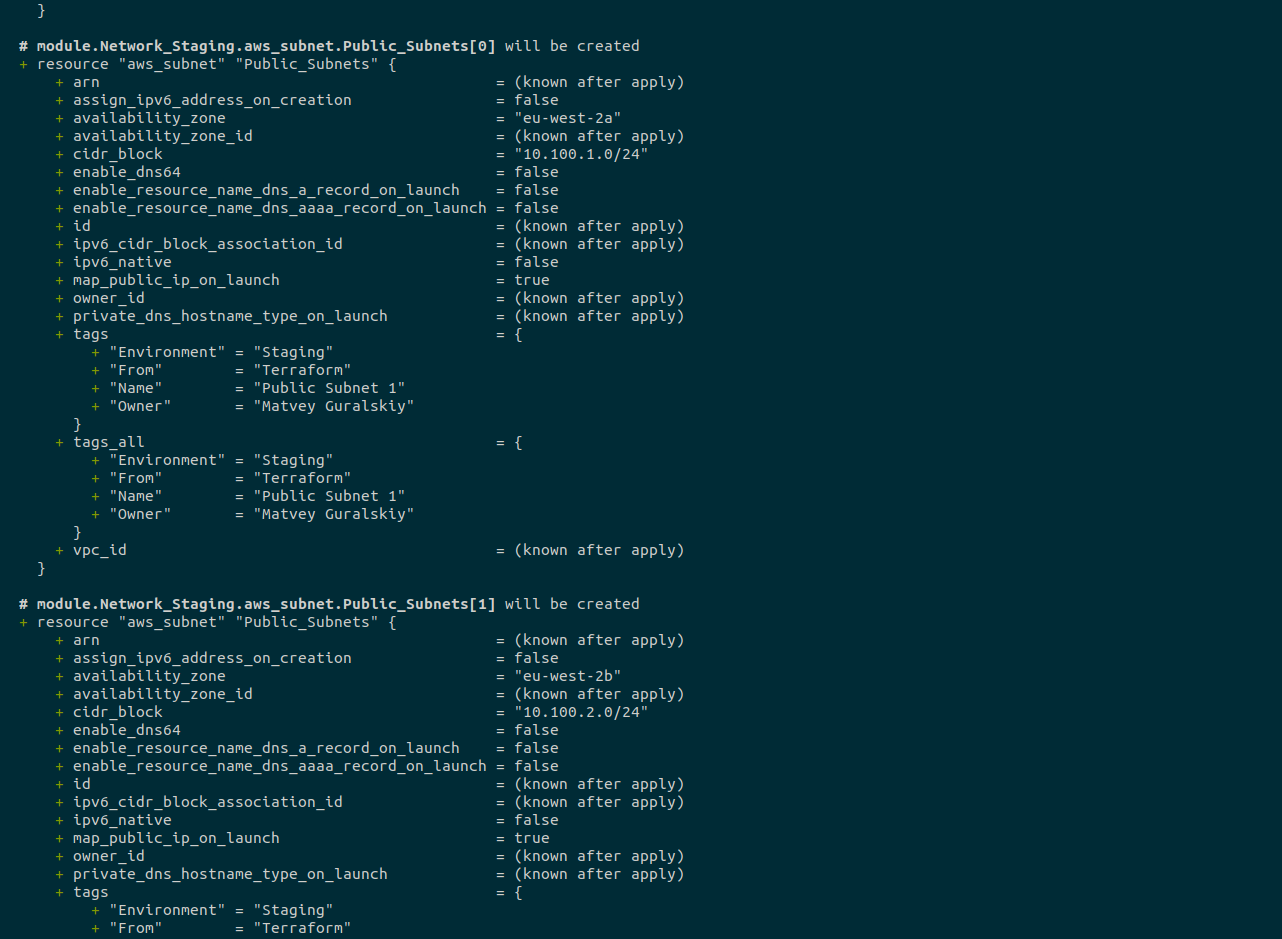 }

  # module.Network_Staging.aws_subnet.Public_Subnets[0] will be created
  + resource "aws_subnet" "Public_Subnets" {
      + arn                                            = (known after apply)
      + assign_ipv6_address_on_creation                = false
      + availability_zone                              = "eu-west-2a"
      + availability_zone_id                           = (known after apply)
      + cidr_block                                     = "10.100.1.0/24"
      + enable_dns64                                   = false
      + enable_resource_name_dns_a_record_on_launch    = false
      + enable_resource_name_dns_aaaa_record_on_launch = false
      + id                                             = (known after apply)
      + ipv6_cidr_block_association_id                 = (known after apply)
      + ipv6_native                                    = false
      + map_public_ip_on_launch                        = true
      + owner_id                                       = (known after apply)
      + private_dns_hostname_type_on_launch            = (known after apply)
      + tags                                           = {
          + "Environment" = "Staging"
          + "From"        = "Terraform"
          + "Name"        = "Public Subnet 1"
          + "Owner"       = "Matvey Guralskiy"
        }
      + tags_all                                       = {
          + "Environment" = "Staging"
          + "From"        = "Terraform"
          + "Name"        = "Public Subnet 1"
          + "Owner"       = "Matvey Guralskiy"
        }
      + vpc_id                                         = (known after apply)
    }

  # module.Network_Staging.aws_subnet.Public_Subnets[1] will be created
  + resource "aws_subnet" "Public_Subnets" {
      + arn                                            = (known after apply)
      + assign_ipv6_address_on_creation                = false
      + availability_zone                              = "eu-west-2b"
      + availability_zone_id                           = (known after apply)
      + cidr_block                                     = "10.100.2.0/24"
      + enable_dns64                                   = false
      + enable_resource_name_dns_a_record_on_launch    = false
      + enable_resource_name_dns_aaaa_record_on_launch = false
      + id                                             = (known after apply)
      + ipv6_cidr_block_association_id                 = (known after apply)
      + ipv6_native                                    = false
      + map_public_ip_on_launch                        = true
      + owner_id                                       = (known after apply)
      + private_dns_hostname_type_on_launch            = (known after apply)
      + tags                                           = {
          + "Environment" = "Staging"
          + "From"        = "Terraform"